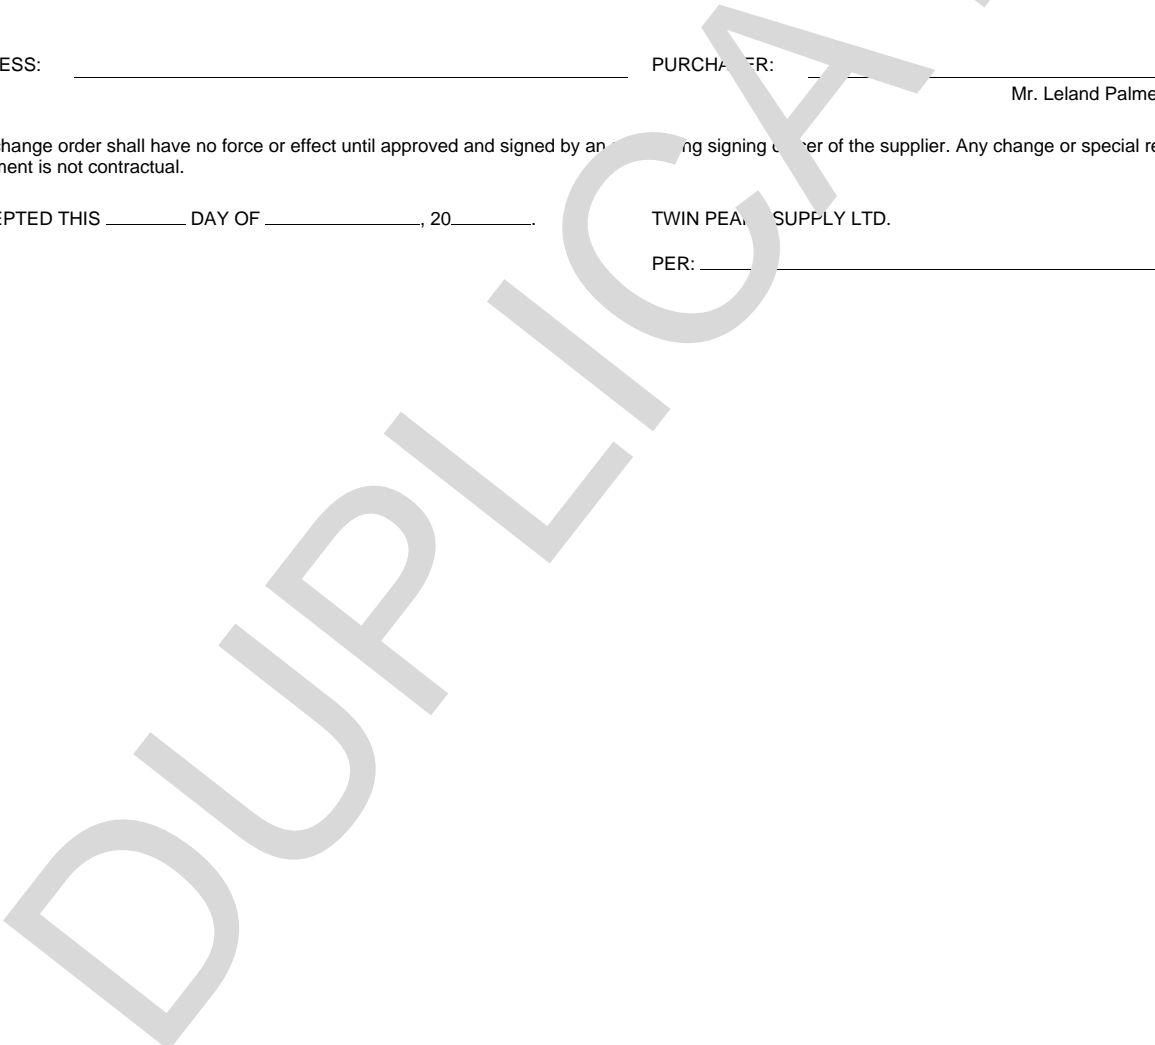 ESS: PURCHA ER:
Mr. Leland Palme
hange order shall have no force or effect until approved and signed by an ng signing er of the supplier. Any change or special re
ment is not contractual.
EPTED THIS DAY OF , 20 . TWIN PEA SUPPLY LTD.
PER:
DUPLICA